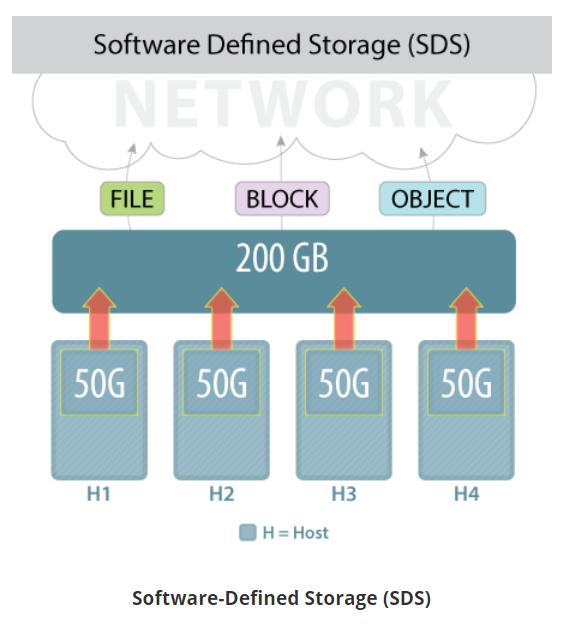 Software Defined Storage (SDS)
NETWORK
FILE BLOCK OBJECT
200 GB
50G 50G 50G 50G
H1 H2 H3 H4
H = Host
Software-Defined Storage (SDS)